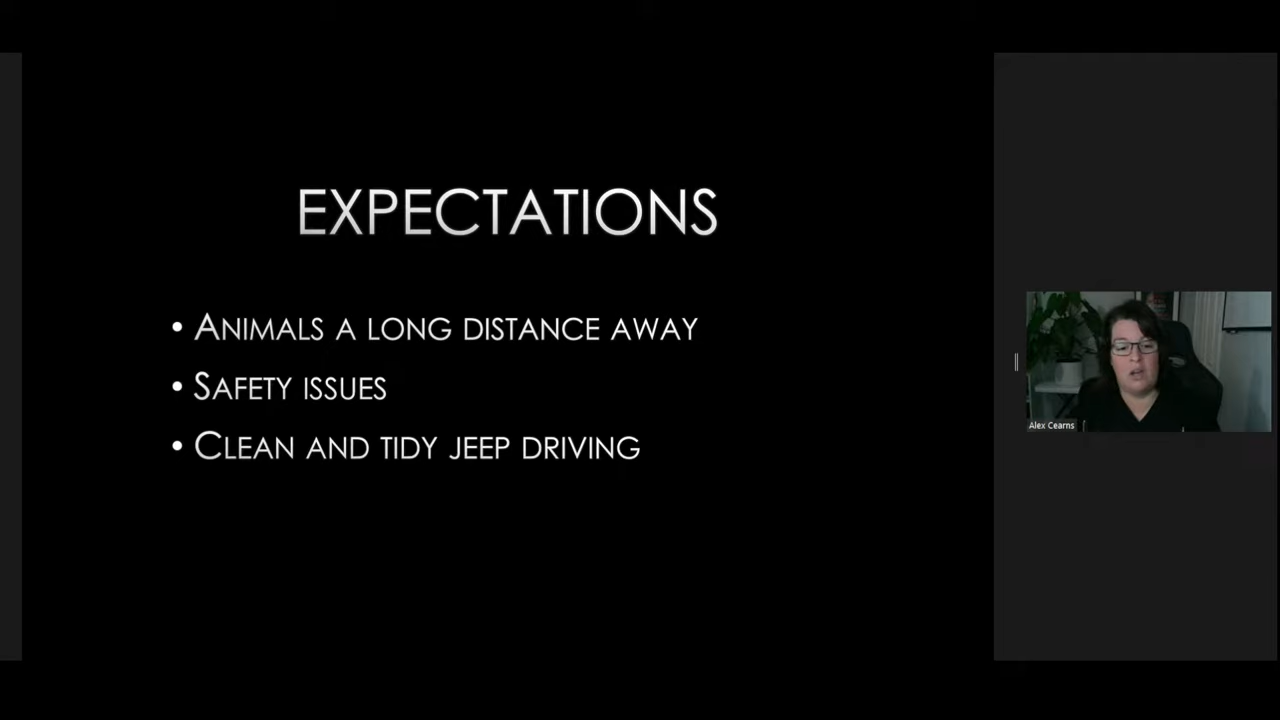 EXPECTATIONS
• ANIMALS A LONG DISTANCE AWAY
• SAFETY ISSUES
• CLEAN AND TIDY JEEP DRIVING
Alex Cearns